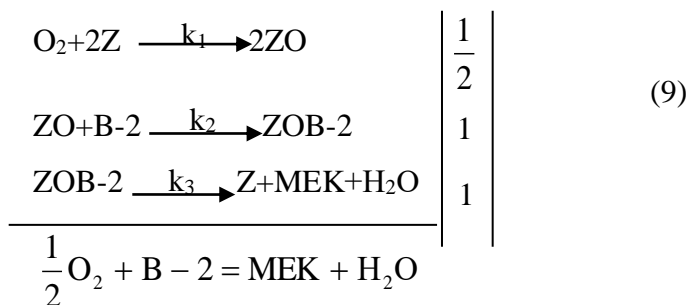 O₂+2Z —k₁→ 2ZO | 1/2 |
(9)
ZO+B-2 —k₂→ ZOB-2 | 1 |
ZOB-2 —k₃→ Z+MEK+H₂O | 1 |
1/2 O₂ + B − 2 = MEK + H₂O